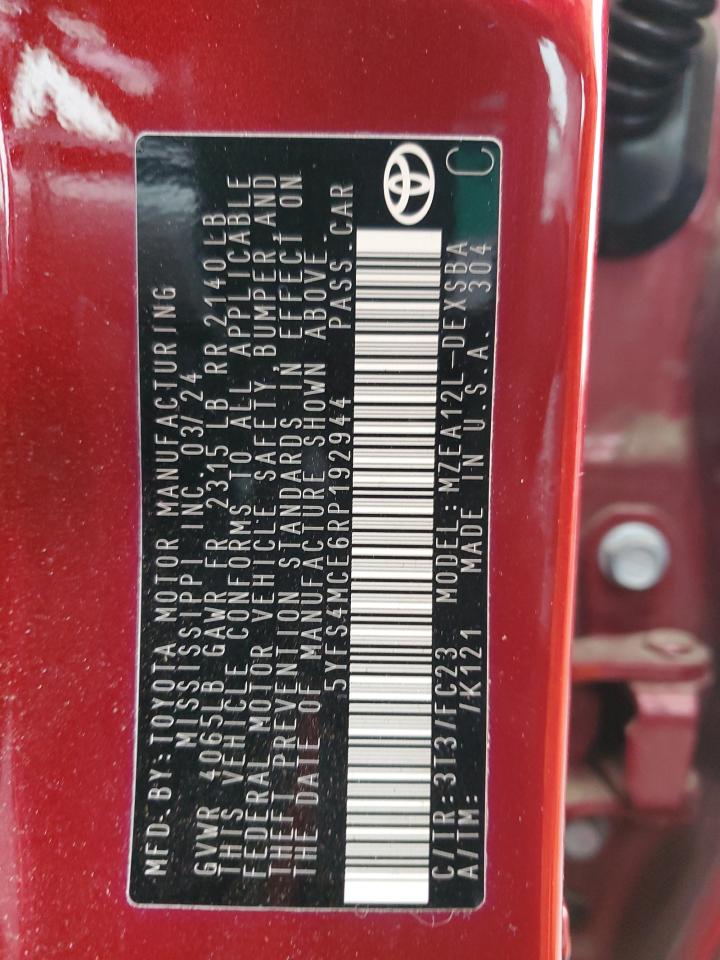 MFD. BY: TOYOTA MOTOR MANUFACTURING
MISSISSIPPI INC. 03/24
GVWR 4065LB GAWR FR 2315 LB RR 2140 LB
THIS VEHICLE CONFORMS TO ALL APPLICABLE
FEDERAL MOTOR VEHICLE SAFETY, BUMPER, AND
THEFT PREVENTION STANDARDS IN EFFECT ON
THE DATE OF MANUFACTURE SHOWN ABOVE.
5YFS4MCE6RP192944 PASS. CAR
C/TR: 3T3/FC23 MODEL: MZEA12L-DEXSBA
A/TM: /K121 MADE IN U.S.A. 304
C